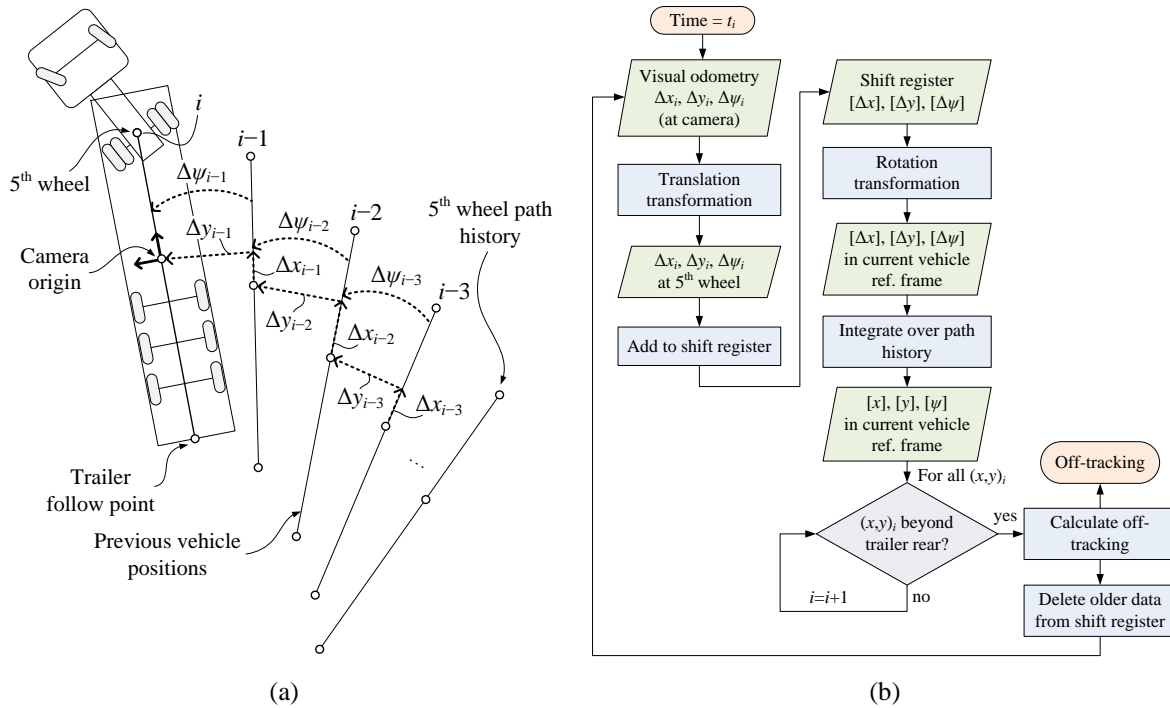 i
5th wheel
i−1
Δψi−1
Δyi−1
Camera
origin
Δxi−1
Δψi−2
i−2
Δyi−2
Δxi−2
Δψi−3
i−3
Δyi−3
Δxi−3
5th wheel path
history
...
Trailer
follow point
Previous vehicle
positions
(a)
Time = ti
Visual odometry
Δxi, Δyi, Δψi
(at camera)
Translation
transformation
Δxi, Δyi, Δψi
at 5th wheel
Add to shift register
Shift register
[Δx], [Δy], [Δψ]
Rotation
transformation
[Δx], [Δy], [Δψ]
in current vehicle
ref. frame
Integrate over path
history
[x], [y], [ψ]
in current vehicle
ref. frame
For all (x,y)i
(x,y)i beyond
trailer rear?
yes
no
i=i+1
Off-tracking
Calculate off-
tracking
Delete older data
from shift register
(b)